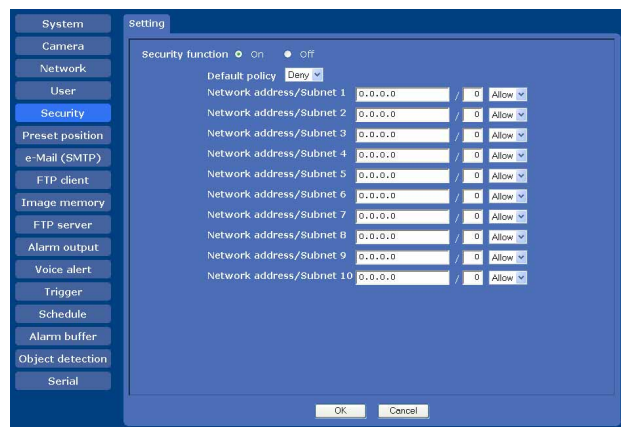 System
Camera
Network
User
Security
Preset position
e-Mail (SMTP)
FTP client
Image memory
FTP server
Alarm output
Voice alert
Trigger
Schedule
Alarm buffer
Object detection
Serial
Setting
Security function On Off
Default policy Deny
Network address/Subnet 1 0.0.0.0 / 0 Allow
Network address/Subnet 2 0.0.0.0 / 0 Allow
Network address/Subnet 3 0.0.0.0 / 0 Allow
Network address/Subnet 4 0.0.0.0 / 0 Allow
Network address/Subnet 5 0.0.0.0 / 0 Allow
Network address/Subnet 6 0.0.0.0 / 0 Allow
Network address/Subnet 7 0.0.0.0 / 0 Allow
Network address/Subnet 8 0.0.0.0 / 0 Allow
Network address/Subnet 9 0.0.0.0 / 0 Allow
Network address/Subnet 10 0.0.0.0 / 0 Allow
OK Cancel